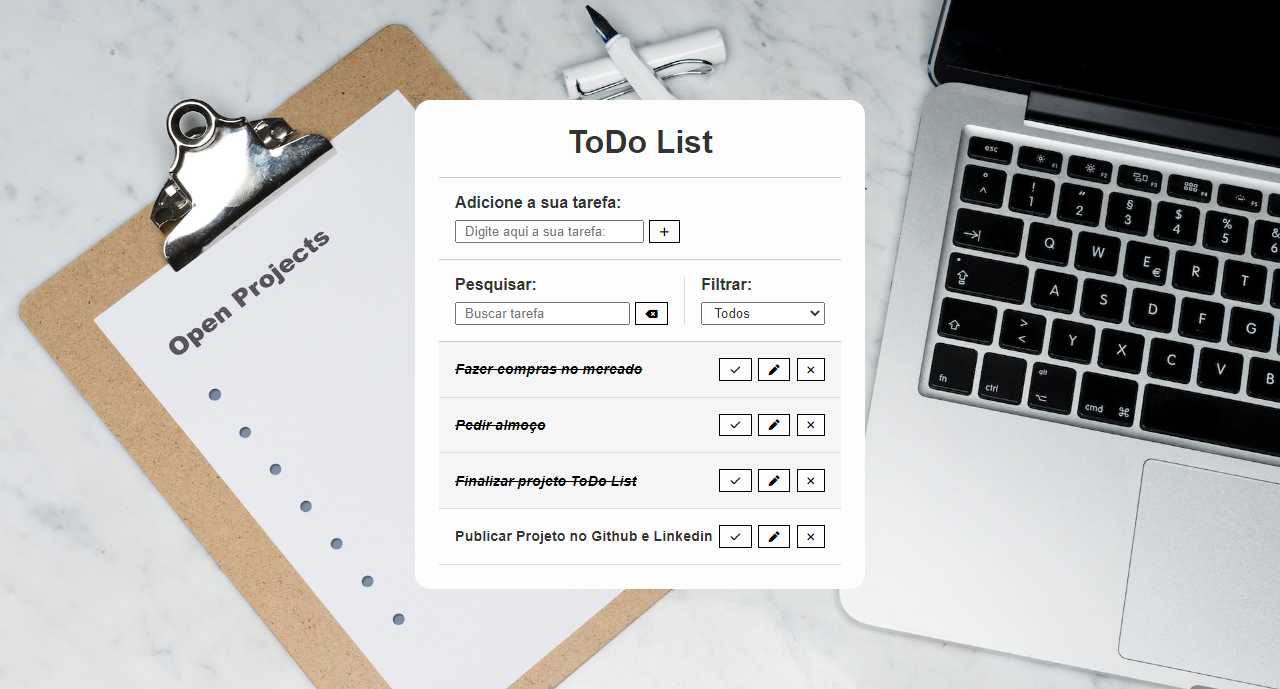 ToDo List
Adicione a sua tarefa:
Digite aqui a sua tarefa:
Pesquisar:
Filtrar:
Buscar tarefa
Todos
Fazer compras no mercado
Pedir almoço
Finalizar projeto ToDo List
Publicar Projeto no Github e Linkedin
Open Projects
esc
F1
F2
F3
F4
F5
! 1
" 2
§ 3
$ 4
% 5
& 6
Q W E € R T
A S D F G
> < Y X C V B
fn ctrl alt cmd ⌘